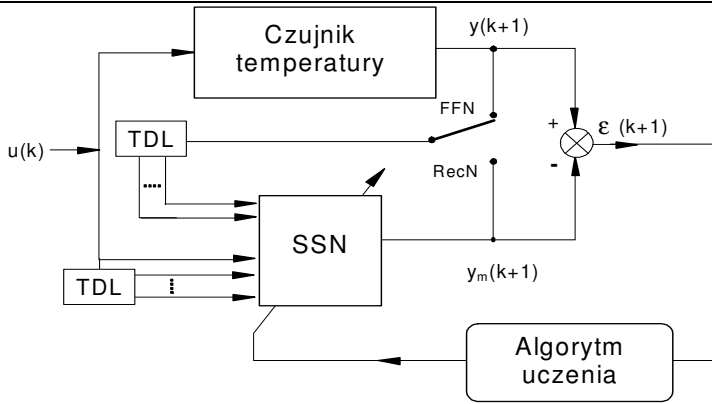 Czujnik
temperatury
y(k+1)
FFN
TDL
+
ε (k+1)
u(k)
RecN
-
SSN
TDL
yₘ(k+1)
Algorytm
uczenia